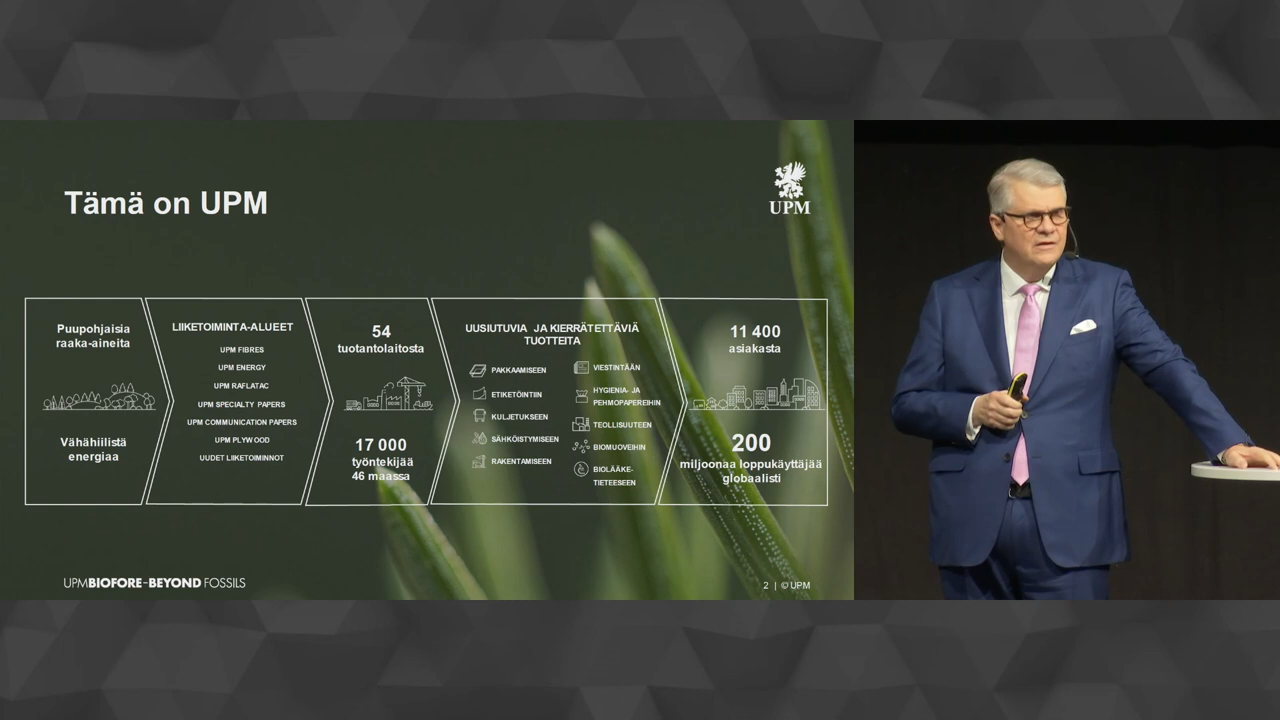 Tämä on UPM
UPM
Puupohjaisia
raaka-aineita
Vähähiilistä
energiaa
LIIKETOIMINTA-ALUEET
UPM FIBRES
UPM ENERGY
UPM RAFLATAC
UPM SPECIALTY PAPERS
UPM COMMUNICATION PAPERS
UPM PLYWOOD
UUDET LIIKETOIMINNOT
54
tuotantolaitosta
17 000
työntekijää
46 maassa
UUSIUTUVIA JA KIERRÄTETTÄVIÄ
TUOTTEITA
PAKKAAMISEEN
ETIKETÖINTIIN
KULJETUKSEEN
SÄHKÖISTYMISEEN
RAKENTAMISEEN
VIESTINTÄÄN
HYGIENIA- JA
PEHMOPAPEREIHIN
TEOLLISUUTEEN
BIOMUOVEIHIN
BIOLÄÄKE-
TIETEESEEN
11 400
asiakasta
200
miljoonaa loppukäyttäjää
globaalisti
UPMBIOFORE-BEYOND FOSSILS
2 | © UPM